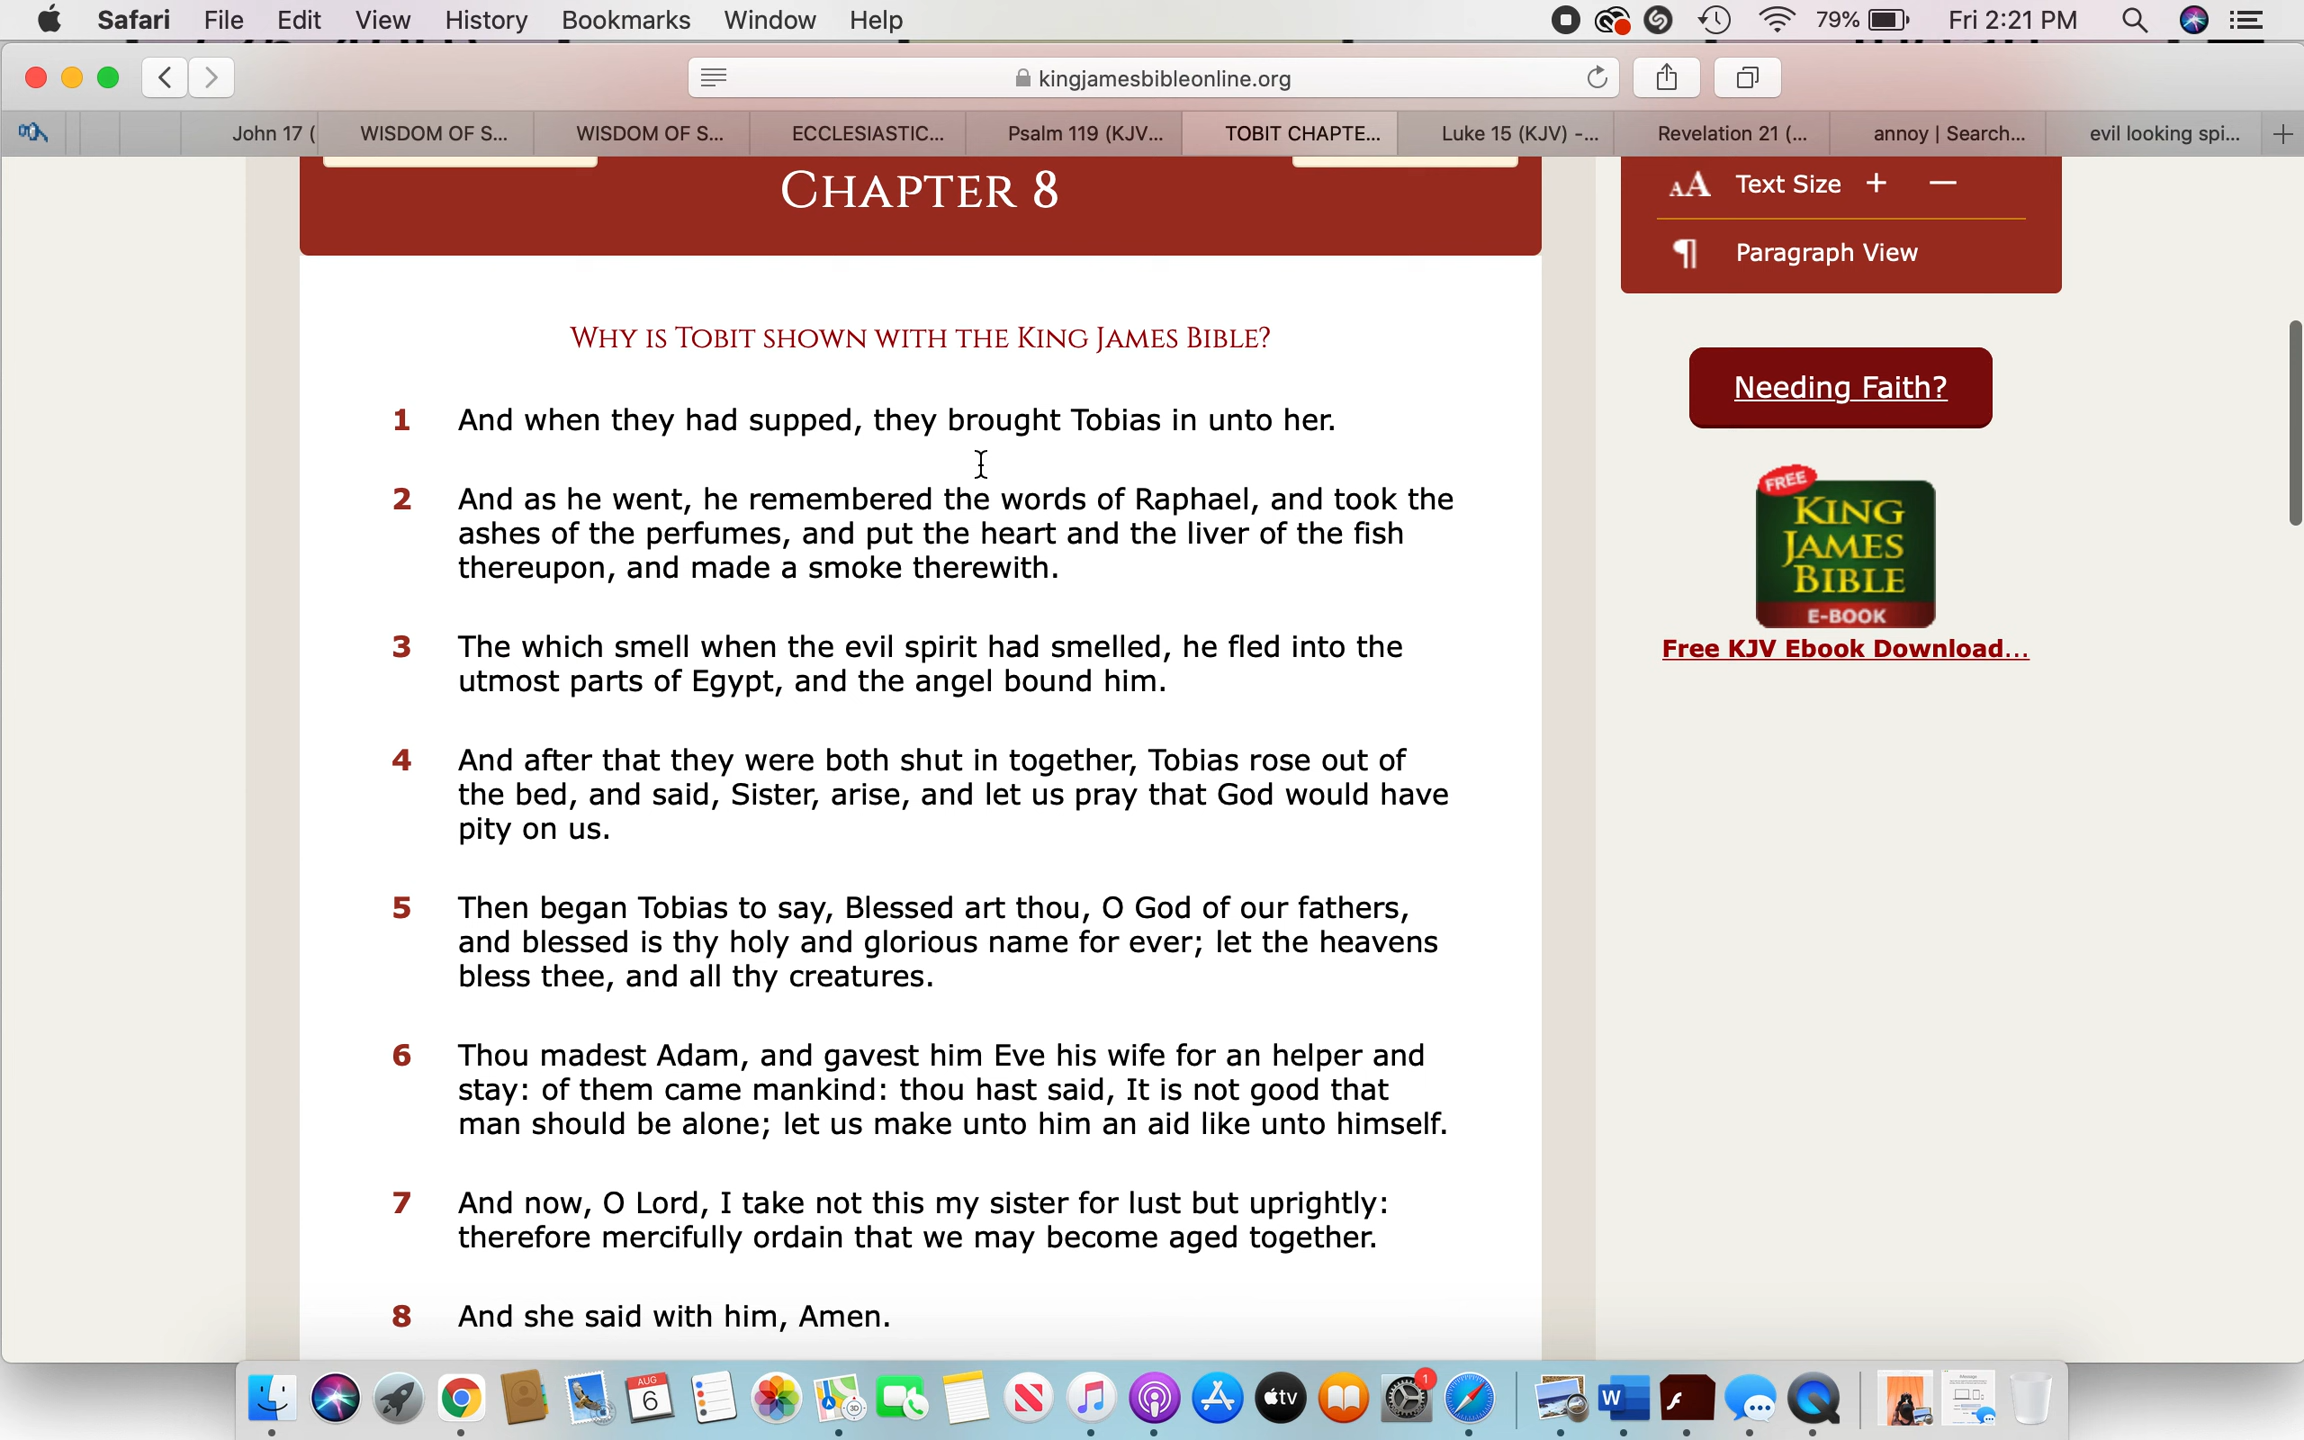 Safari File Edit View History Bookmarks Window Help 79% Fri 2:21 PM
kingjamesbibleonline.org
John 17 ( WISDOM OF S... WISDOM OF S... ECCLESIASTIC... Psalm 119 (KJV... TOBIT CHAPTE... Luke 15 (KJV) -... Revelation 21 (... annoy | Search... evil looking spi...
CHAPTER 8
AA Text Size + —
¶ Paragraph View
WHY IS TOBIT SHOWN WITH THE KING JAMES BIBLE?
1 And when they had supped, they brought Tobias in unto her.
2 And as he went, he remembered the words of Raphael, and took the
ashes of the perfumes, and put the heart and the liver of the fish
thereupon, and made a smoke therewith.
3 The which smell when the evil spirit had smelled, he fled into the
utmost parts of Egypt, and the angel bound him.
4 And after that they were both shut in together, Tobias rose out of
the bed, and said, Sister, arise, and let us pray that God would have
pity on us.
5 Then began Tobias to say, Blessed art thou, O God of our fathers,
and blessed is thy holy and glorious name for ever; let the heavens
bless thee, and all thy creatures.
6 Thou madest Adam, and gavest him Eve his wife for an helper and
stay: of them came mankind: thou hast said, It is not good that
man should be alone; let us make unto him an aid like unto himself.
7 And now, O Lord, I take not this my sister for lust but uprightly:
therefore mercifully ordain that we may become aged together.
8 And she said with him, Amen.
Needing Faith?
FREE
KING
JAMES
BIBLE
E-BOOK
Free KJV Ebook Download...
AUG
6
3D
N
tv
1
W
f